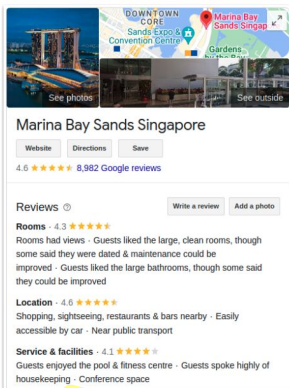 DOWNTOWN
CORE
Marina Bay
Sands Singap
Sands Expo &
Convention Centre
Gardens
by the Bay
See photos
See outside
Marina Bay Sands Singapore
Website
Directions
Save
4.6
8,982 Google reviews
Reviews
Write a review
Add a photo
Rooms · 4.3
Rooms had views · Guests liked the large, clean rooms, though
some said they were dated & maintenance could be
improved · Guests liked the large bathrooms, though some said
they could be improved
Location · 4.6
Shopping, sightseeing, restaurants & bars nearby · Easily
accessible by car · Near public transport
Service & facilities · 4.1
Guests enjoyed the pool & fitness centre · Guests spoke highly of
housekeeping · Conference space